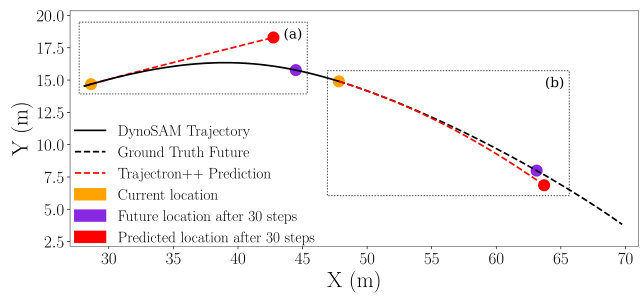 20.0
17.5
15.0
12.5
10.0
7.5
5.0
2.5
Y (m)
(a)
(b)
DynoSAM Trajectory
Ground Truth Future
Trajectron++ Prediction
Current location
Future location after 30 steps
Predicted location after 30 steps
30 35 40 45 50 55 60 65 70
X (m)